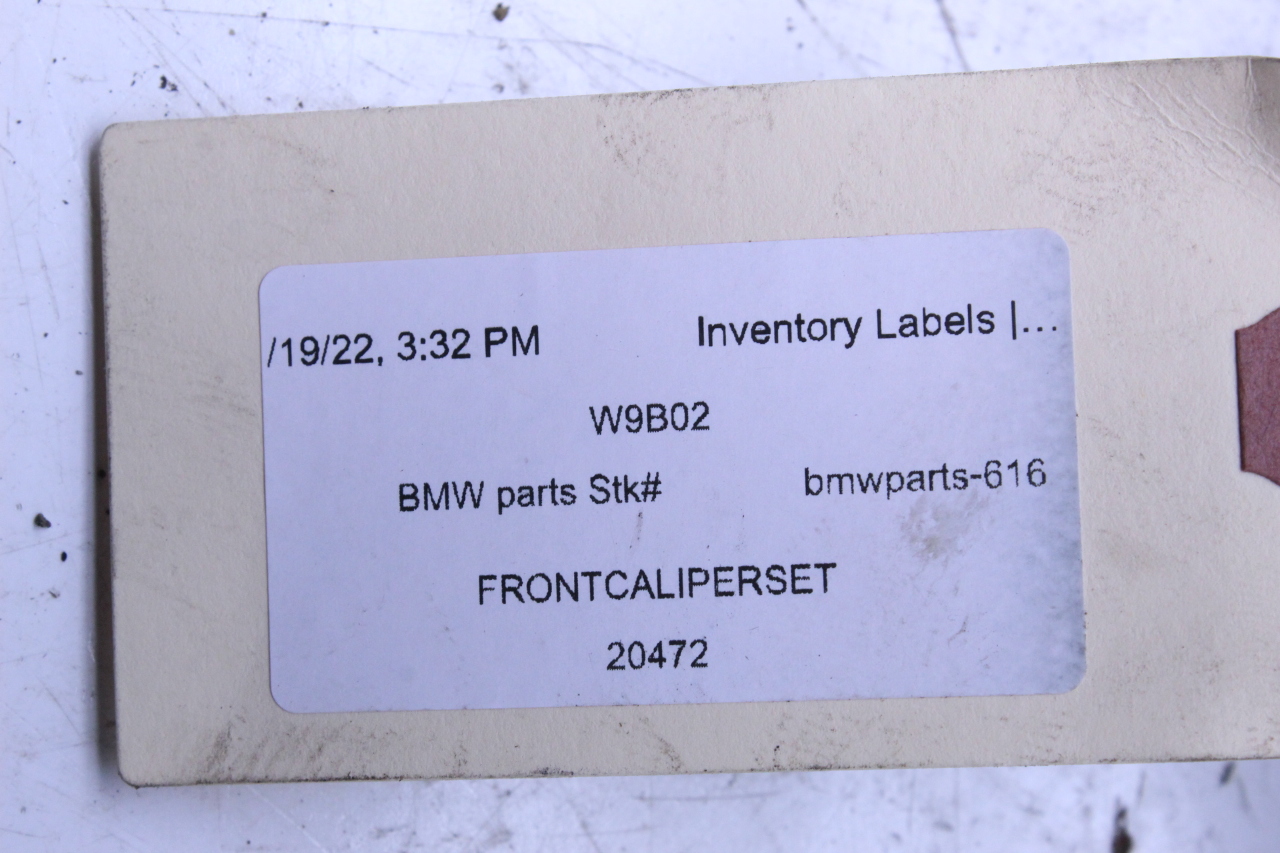 /19/22, 3:32 PM Inventory Labels |...
W9B02
BMW parts Stk# bmwparts-616
FRONTCALIPERSET
20472